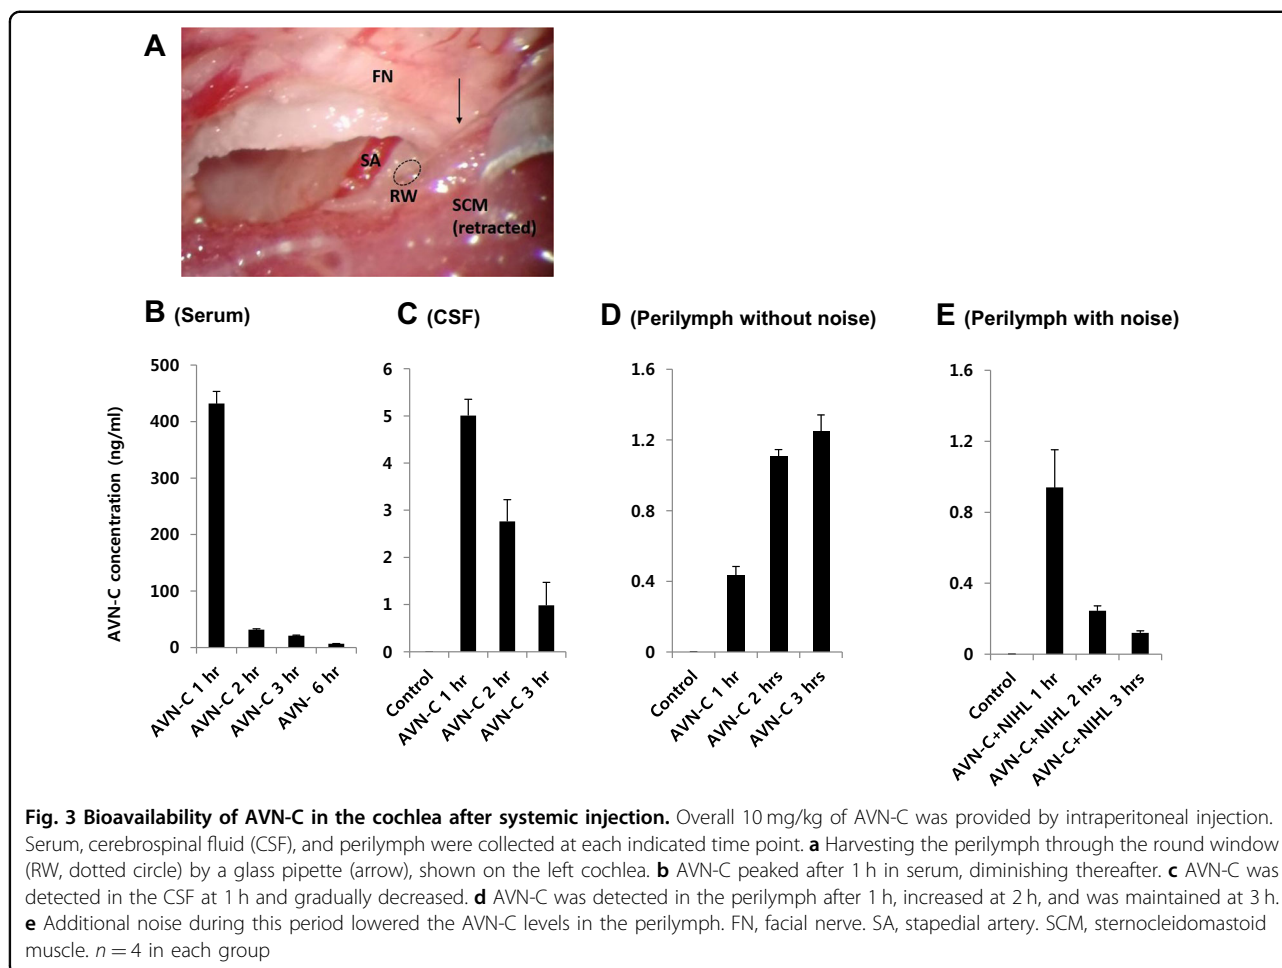 A
FN
SA
RW
SCM
(retracted)
B (Serum)
C (CSF)
D (Perilymph without noise)
E (Perilymph with noise)
AVN-C concentration (ng/ml)
500
400
300
200
100
0
AVN-C 1 hr
AVN-C 2 hr
AVN-C 3 hr
AVN- 6 hr
6
5
4
3
2
1
0
Control
AVN-C 1 hr
AVN-C 2 hr
AVN-C 3 hr
1.6
1.2
0.8
0.4
0
Control
AVN-C 1 hr
AVN-C 2 hrs
AVN-C 3 hrs
1.6
1.2
0.8
0.4
0
Control
AVN-C+NIHL 1 hr
AVN-C+NIHL 2 hrs
AVN-C+NIHL 3 hrs
Fig. 3 Bioavailability of AVN-C in the cochlea after systemic injection. Overall 10 mg/kg of AVN-C was provided by intraperitoneal injection.
Serum, cerebrospinal fluid (CSF), and perilymph were collected at each indicated time point. a Harvesting the perilymph through the round window
(RW, dotted circle) by a glass pipette (arrow), shown on the left cochlea. b AVN-C peaked after 1 h in serum, diminishing thereafter. c AVN-C was
detected in the CSF at 1 h and gradually decreased. d AVN-C was detected in the perilymph after 1 h, increased at 2 h, and was maintained at 3 h.
e Additional noise during this period lowered the AVN-C levels in the perilymph. FN, facial nerve. SA, stapedial artery. SCM, sternocleidomastoid
muscle. n = 4 in each group